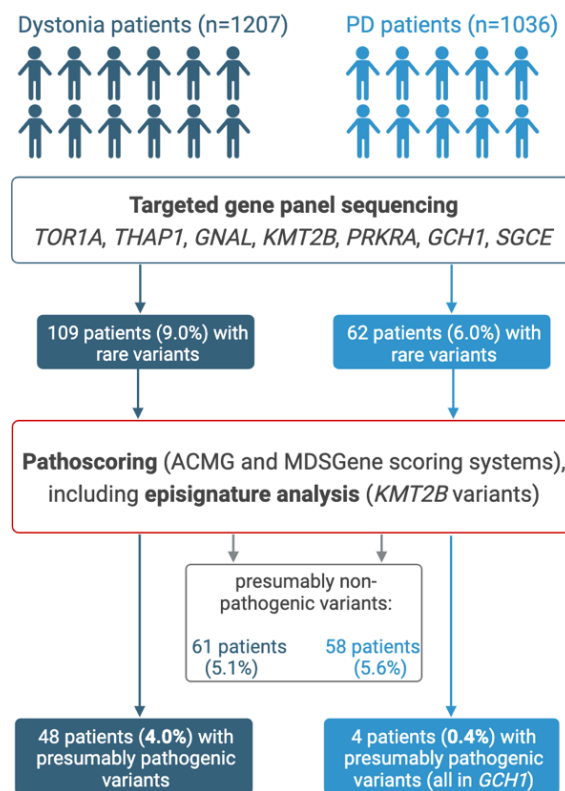 Dystonia patients (n=1207)
PD patients (n=1036)
Targeted gene panel sequencing
TOR1A, THAP1, GNAL, KMT2B, PRKRA, GCH1, SGCE
109 patients (9.0%) with
rare variants
62 patients (6.0%) with
rare variants
Pathoscoring (ACMG and MDSGene scoring systems),
including episignature analysis (KMT2B variants)
presumably non-
pathogenic variants:
61 patients
(5.1%)
58 patients
(5.6%)
48 patients (4.0%) with
presumably pathogenic
variants
4 patients (0.4%) with
presumably pathogenic
variants (all in GCH1)